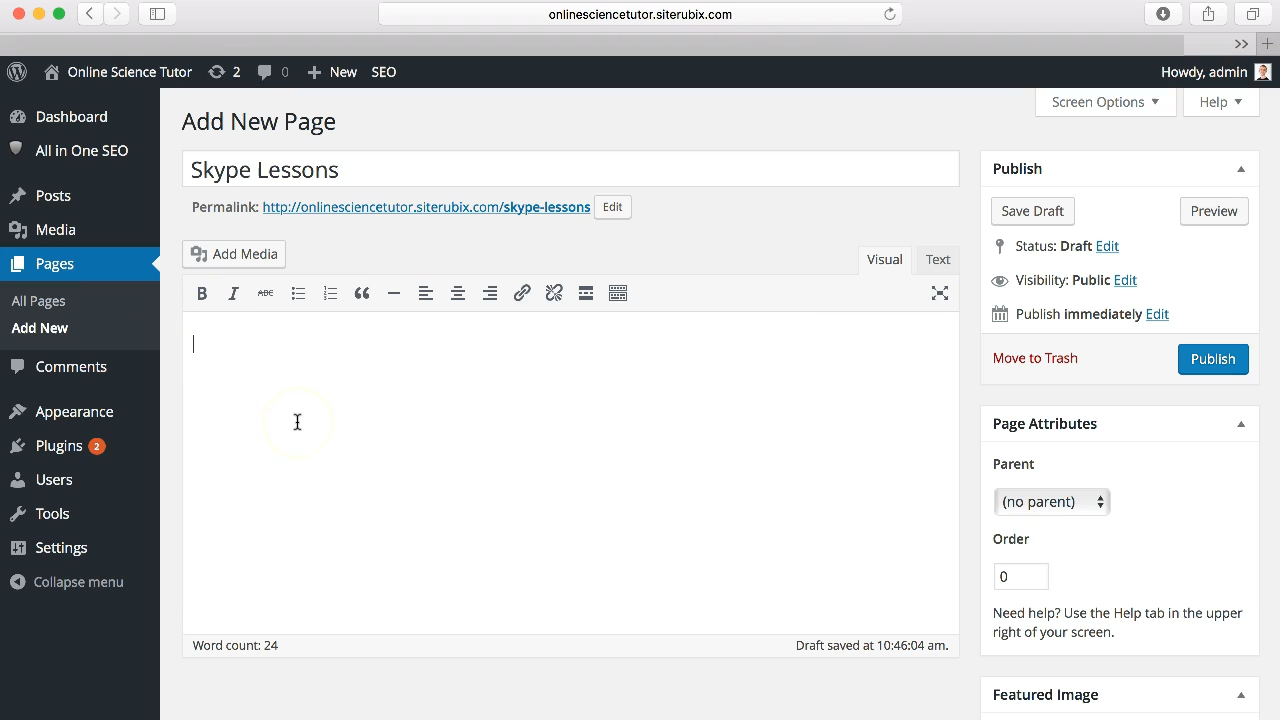 onlinesciencetutor.siterubix.com
Online Science Tutor 2 0 New SEO
Howdy, admin
Dashboard
All in One SEO
Posts
Media
Pages
All Pages
Add New
Comments
Appearance
Plugins 2
Users
Tools
Settings
Collapse menu
Screen Options
Help
Add New Page
Skype Lessons
Permalink: http://onlinesciencetutor.siterubix.com/skype-lessons Edit
Add Media
Visual Text
B I ABC
Word count: 24
Draft saved at 10:46:04 am.
Publish
Save Draft Preview
Status: Draft Edit
Visibility: Public Edit
Publish immediately Edit
Move to Trash Publish
Page Attributes
Parent
(no parent)
Order
0
Need help? Use the Help tab in the upper
right of your screen.
Featured Image